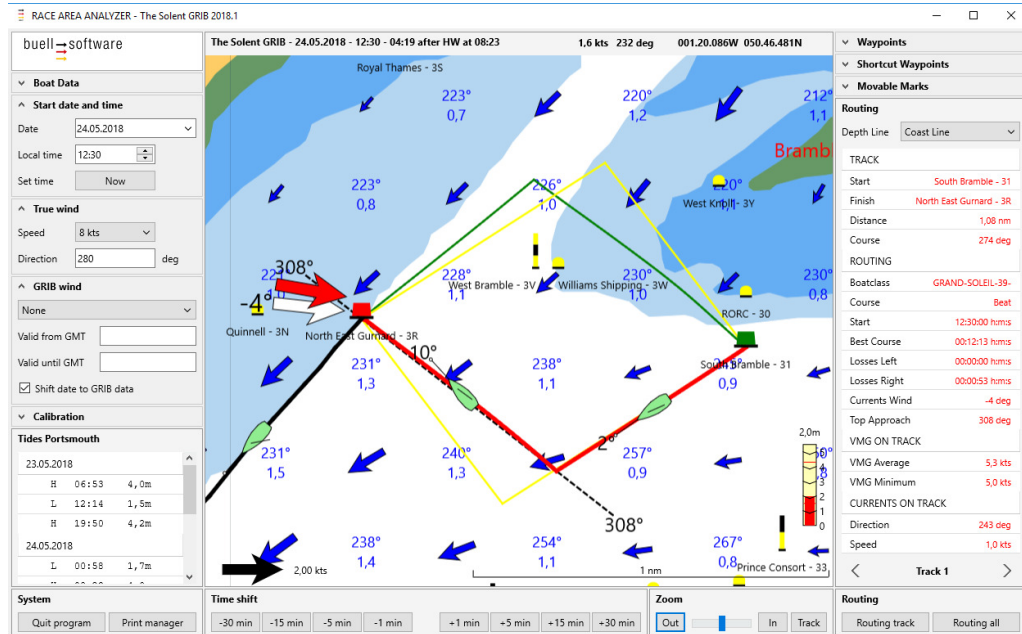 RACE AREA ANALYZER - The Solent GRIB 2018.1
buell software
Boat Data
Start date and time
Date 24.05.2018
Local time 12:30
Set time Now
True wind
Speed 8 kts
Direction 280 deg
GRIB wind
None
Valid from GMT
Valid until GMT
Shift date to GRIB data
Calibration
Tides Portsmouth
23.05.2018
H 06:53 4,0m
L 12:14 1,5m
H 19:50 4,2m
24.05.2018
L 00:58 1,7m
System
Quit program Print manager
The Solent GRIB - 24.05.2018 - 12:30 - 04:19 after HW at 08:23 1,6 kts 232 deg 001.20.086W 050.46.481N
Royal Thames - 3S
223° 220° 212°
0,7 1,2 1,1
Brambl
223° 226° 220°
0,8 1,0 1,1
West Knoll - 3Y
308°
228° 230° 230°
1,0 1,1 1,0 0,8
West Bramble - 3V Williams Shipping - 3W
-4°
RORC - 30
Quinnell - 3N North East Gurnard - 3R
10°
231° 238°
South Bramble - 31
1,3 1,1 0,9
2,0m
2°
231° 240° 257°
1,5 1,3 0,9
5
4
3
2
1
0
308°
238° 254° 267°
1,4 1,1 0,8
Prince Consort - 33
2,00 kts 1 nm
Time shift
-30 min -15 min -5 min -1 min +1 min +5 min +15 min +30 min
Zoom
Out In Track
Waypoints
Shortcut Waypoints
Movable Marks
Routing
Depth Line Coast Line
TRACK
Start South Bramble - 31
Finish North East Gurnard - 3R
Distance 1,08 nm
Course 274 deg
ROUTING
Boatclass GRAND-SOLEIL-39-
Course Beat
Start 12:30:00 h:m:s
Best Course 00:12:13 h:m:s
Losses Left 00:00:00 h:m:s
Losses Right 00:00:53 h:m:s
Currents Wind -4 deg
Top Approach 308 deg
VMG ON TRACK
VMG Average 5,3 kts
VMG Minimum 5,0 kts
CURRENTS ON TRACK
Direction 243 deg
Speed 1,0 kts
Track 1
Routing
Routing track Routing all